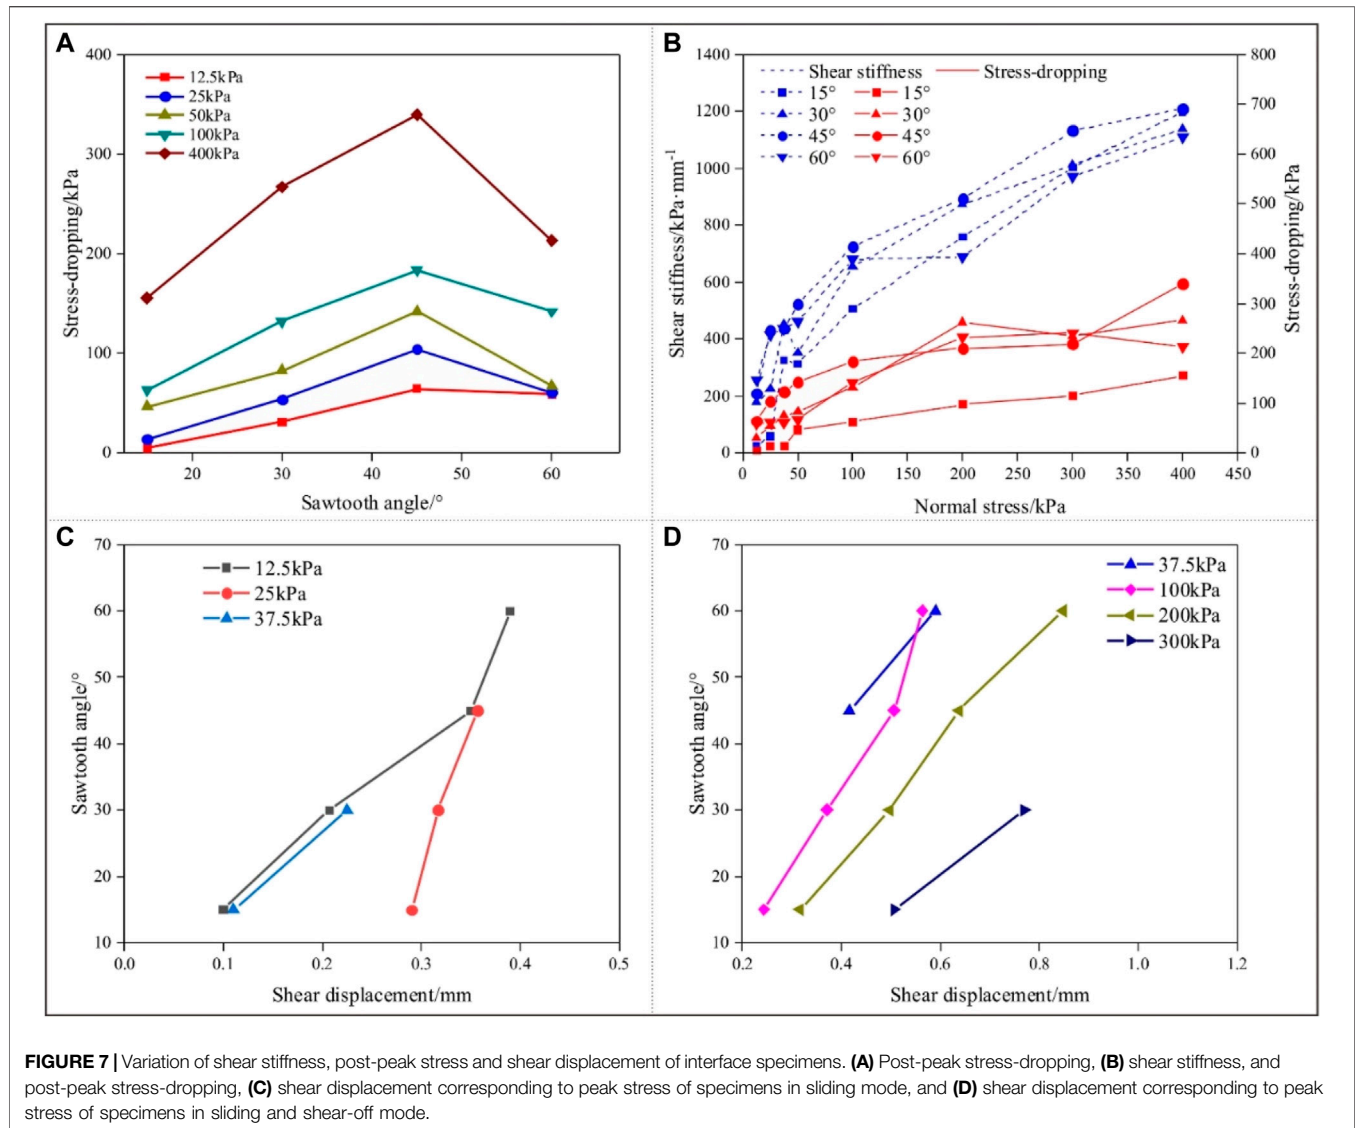 A
400
300
200
100
0
20
30
40
50
60
Stress-dropping/kPa
Sawtooth angle/°
12.5kPa
25kPa
50kPa
100kPa
400kPa
B
1400
1200
1000
800
600
400
200
0
0
50
100
150
200
250
300
350
400
450
800
700
600
500
400
300
200
100
0
Shear stiffness/kPa·mm⁻¹
Stress-dropping/kPa
Normal stress/kPa
Shear stiffness Stress-dropping
15° 15°
30° 30°
45° 45°
60° 60°
C
70
60
50
40
30
20
10
0.0
0.1
0.2
0.3
0.4
0.5
Sawtooth angle/°
Shear displacement/mm
12.5kPa
25kPa
37.5kPa
D
70
60
50
40
30
20
10
0.2
0.4
0.6
0.8
1.0
1.2
Sawtooth angle/°
Shear displacement/mm
37.5kPa
100kPa
200kPa
300kPa
FIGURE 7 | Variation of shear stiffness, post-peak stress and shear displacement of interface specimens. (A) Post-peak stress-dropping, (B) shear stiffness, and
post-peak stress-dropping, (C) shear displacement corresponding to peak stress of specimens in sliding mode, and (D) shear displacement corresponding to peak
stress of specimens in sliding and shear-off mode.